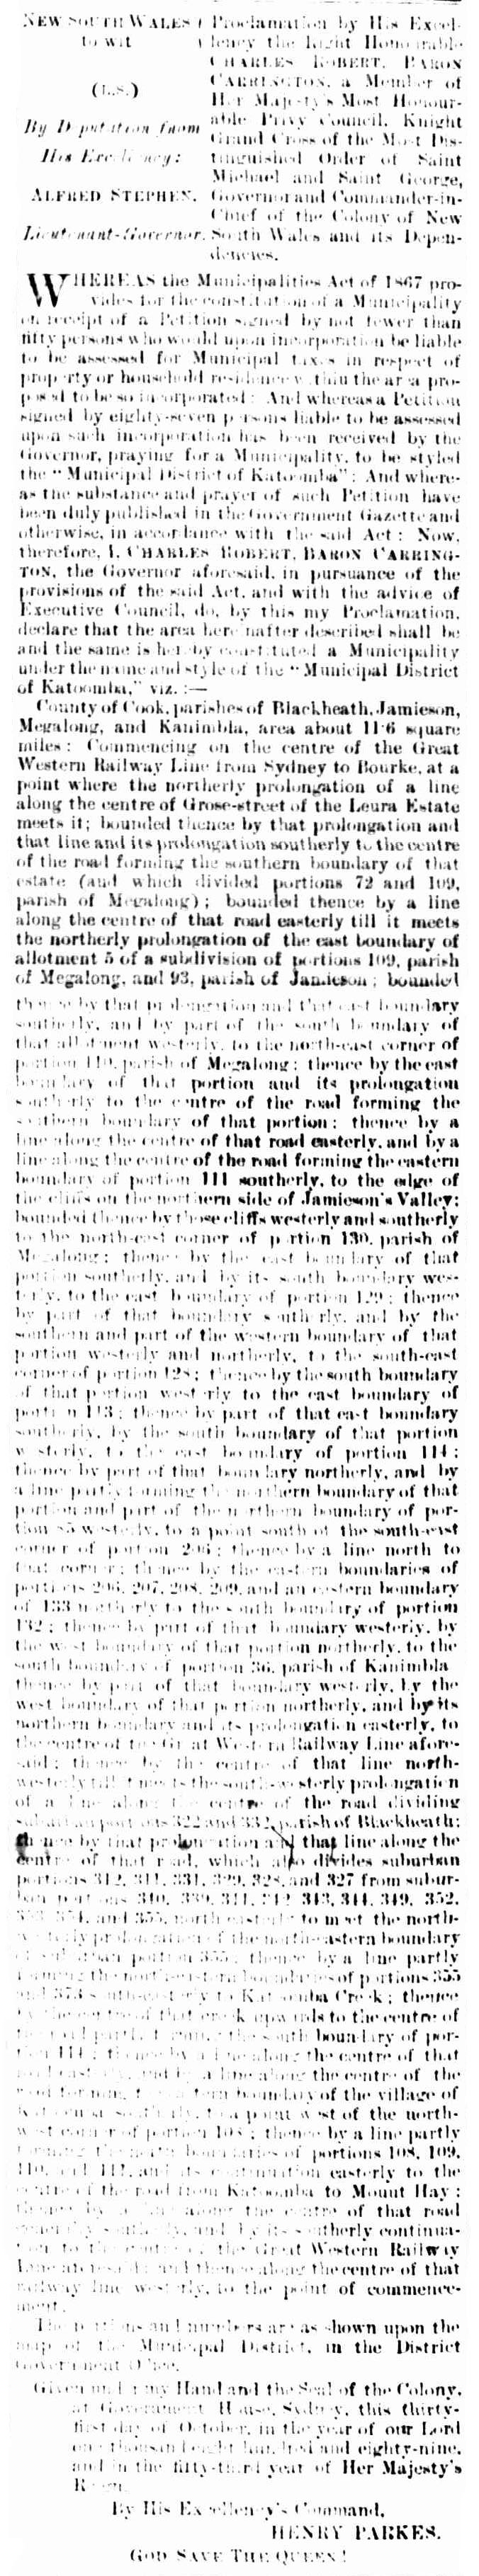 NEW SOUTH WALES ( Proclamation by His Excel-
to wit ( lency the Right Honourable
CHARLES ROBERT, BARON
(L.S.) CARRINGTON, a Member of
Her Majesty's Most Honour-
By Deputation from able Privy Council, Knight
Grand Cross of the Most Dis-
His Excellency: tinguished Order of Saint
Michael and Saint George,
ALFRED STEPHEN, Governor and Commander-in-
Chief of the Colony of New
Lieutenant-Governor. South Wales and its Depen-
dencies.
WHEREAS the Municipalities Act of 1867 pro-
vides for the constitution of a Municipality
on receipt of a Petition signed by not fewer than
fifty persons who would upon incorporation be liable
to be assessed for Municipal taxes in respect of
property or household residence within the area pro-
posed to be so incorporated: And whereas a Petition
signed by eighty-seven persons liable to be assessed
upon such incorporation has been received by the
Governor, praying for a Municipality, to be styled
the "Municipal District of Katoomba": And where-
as the substance and prayer of such Petition have
been duly published in the Government Gazette and
otherwise, in accordance with the said Act: Now,
therefore, I, CHARLES ROBERT, BARON CARRING-
TON, the Governor aforesaid, in pursuance of the
provisions of the said Act, and with the advice of
Executive Council, do, by this my Proclamation,
declare that the area hereinafter described shall be
and the same is hereby constituted a Municipality
under the name and style of the "Municipal District
of Katoomba," viz. :—
County of Cook, parishes of Blackheath, Jamieson,
Megalong, and Kanimbla, area about 11·6 square
miles: Commencing on the centre of the Great
Western Railway Line from Sydney to Bourke, at a
point where the northerly prolongation of a line
along the centre of Grose-street of the Leura Estate
meets it; bounded thence by that prolongation and
that line and its prolongation southerly to the centre
of the road forming the southern boundary of that
estate (and which divided portions 72 and 109,
parish of Megalong); bounded thence by a line
along the centre of that road easterly till it meets
the northerly prolongation of the east boundary of
allotment 5 of a subdivision of portions 109, parish
of Megalong, and 93, parish of Jamieson; bounded
thence by that prolongation and that east boundary
southerly, and by part of the south boundary of
that allotment westerly, to the north-east corner of
portion 110, parish of Megalong; thence by the east
boundary of that portion and its prolongation
southerly to the centre of the road forming the
southern boundary of that portion; thence by a
line along the centre of that road easterly, and by a
line along the centre of the road forming the eastern
boundary of portion 111 southerly, to the edge of
the cliffs on the northern side of Jamieson's Valley;
bounded thence by those cliffs westerly and southerly
to the north-east corner of portion 130, parish of
Megalong; thence by the east boundary of that
portion southerly, and by its south boundary wes-
terly, to the east boundary of portion 129; thence
by part of that boundary southerly, and by the
southern and part of the western boundary of that
portion westerly and northerly, to the south-east
corner of portion 128; thence by the south boundary
of that portion westerly to the east boundary of
portion 113; thence by part of that east boundary
southerly, by the south boundary of that portion
westerly, to the east boundary of portion 114;
thence by part of that boundary northerly, and by
a line partly forming the northern boundary of that
portion and part of the northern boundary of por-
tion 85 westerly, to a point south of the south-east
corner of portion 206; thence by a line north to
that corner; thence by the eastern boundaries of
portions 206, 207, 208, 209, and an eastern boundary
of 133 northerly to the south boundary of portion
132; thence by part of that boundary westerly, by
the west boundary of that portion northerly, to the
south boundary of portion 36, parish of Kanimbla
thence by part of that boundary westerly, by the
west boundary of that portion northerly, and by its
northern boundary and its prolongation easterly, to
the centre of the Great Western Railway Line afore-
said; thence by the centre of that line north-
westerly till it meets the south-westerly prolongation
of a line along the centre of the road dividing
suburban portions 322 and 332, parish of Blackheath;
thence by that prolongation and that line along the
centre of that road, which also divides suburban
portions 312, 311, 331, 329, 328, and 327 from subur-
ban portions 340, 339, 341, 342, 343, 344, 349, 352,
353, 354, and 355, north-easterly to meet the north-
westerly prolongation of the north-eastern boundary
of suburban portion 355; thence by a line partly
forming the north-eastern boundaries of portions 355
and 373 south-easterly to Katoomba Creek; thence
by the centre of that creek upwards to the centre of
the road partly forming the south boundary of por-
tion 114; thence by a line along the centre of that
road easterly, and by a line along the centre of the
road forming the eastern boundary of the village of
Katoomba southerly, to a point west of the north-
west corner of portion 108; thence by a line partly
forming the north boundaries of portions 108, 109,
110, and 111, and its continuation easterly to the
centre of the road from Katoomba to Mount Hay;
thence by a line along the centre of that road
generally southerly, and by its southerly continua-
tion to the centre of the Great Western Railway
Line aforesaid; and thence along the centre of that
railway line westerly, to the point of commence-
ment.
The portions and numbers are as shown upon the
map of the Municipal District, in the District
Government Office.
Given under my Hand and the Seal of the Colony,
at Government House, Sydney, this thirty-
first day of October, in the year of our Lord
one thousand eight hundred and eighty-nine,
and in the fifty-third year of Her Majesty's
Reign.
By His Excellency's Command,
HENRY PARKES.
GOD SAVE THE QUEEN!